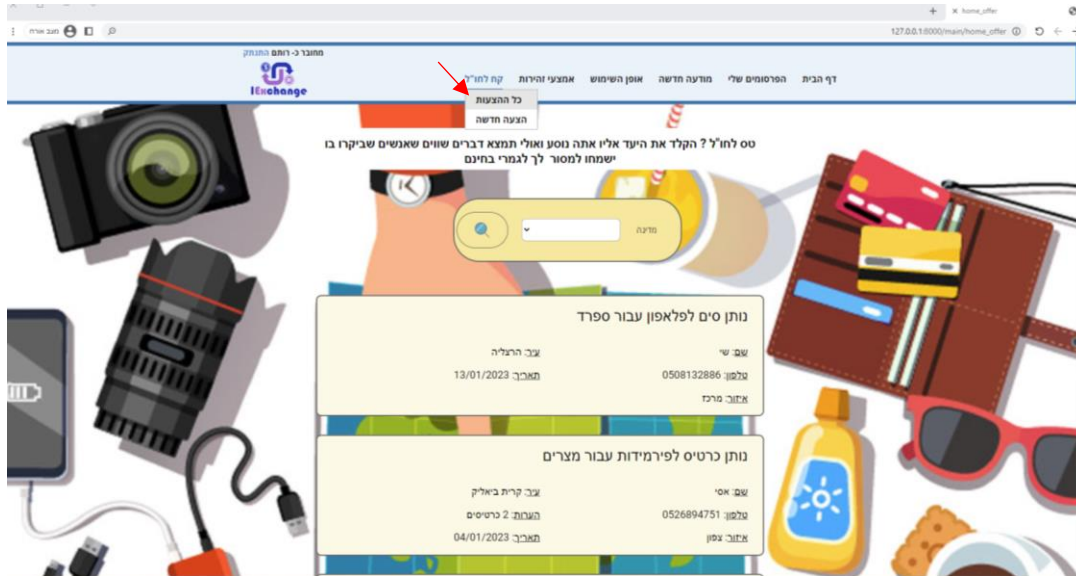 home_offer
127.0.0.1:8000/main/home_offer
מצב אורח
מחובר כ- רותם התנתק
IExchange
דף הבית הפרסומים שלי מודעה חדשה אופן השימוש אמצעי זהירות קח לחו"ל
כל ההצעות
הצעה חדשה
טס לחו"ל ? הקלד את היעד אליו אתה נוסע ואולי תמצא דברים שווים שאנשים שביקרו בו
ישמחו למסור לך לגמרי בחינם
מדינה
נותן סים לפלאפון עבור ספרד
שם: שי עיר: הרצליה
טלפון: 0508132886 תאריך: 13/01/2023
איזור: מרכז
נותן כרטיס לפירמידות עבור מצרים
שם: אסי עיר: קרית ביאליק
טלפון: 0526894751 הערות: 2 כרטיסים
איזור: צפון תאריך: 04/01/2023